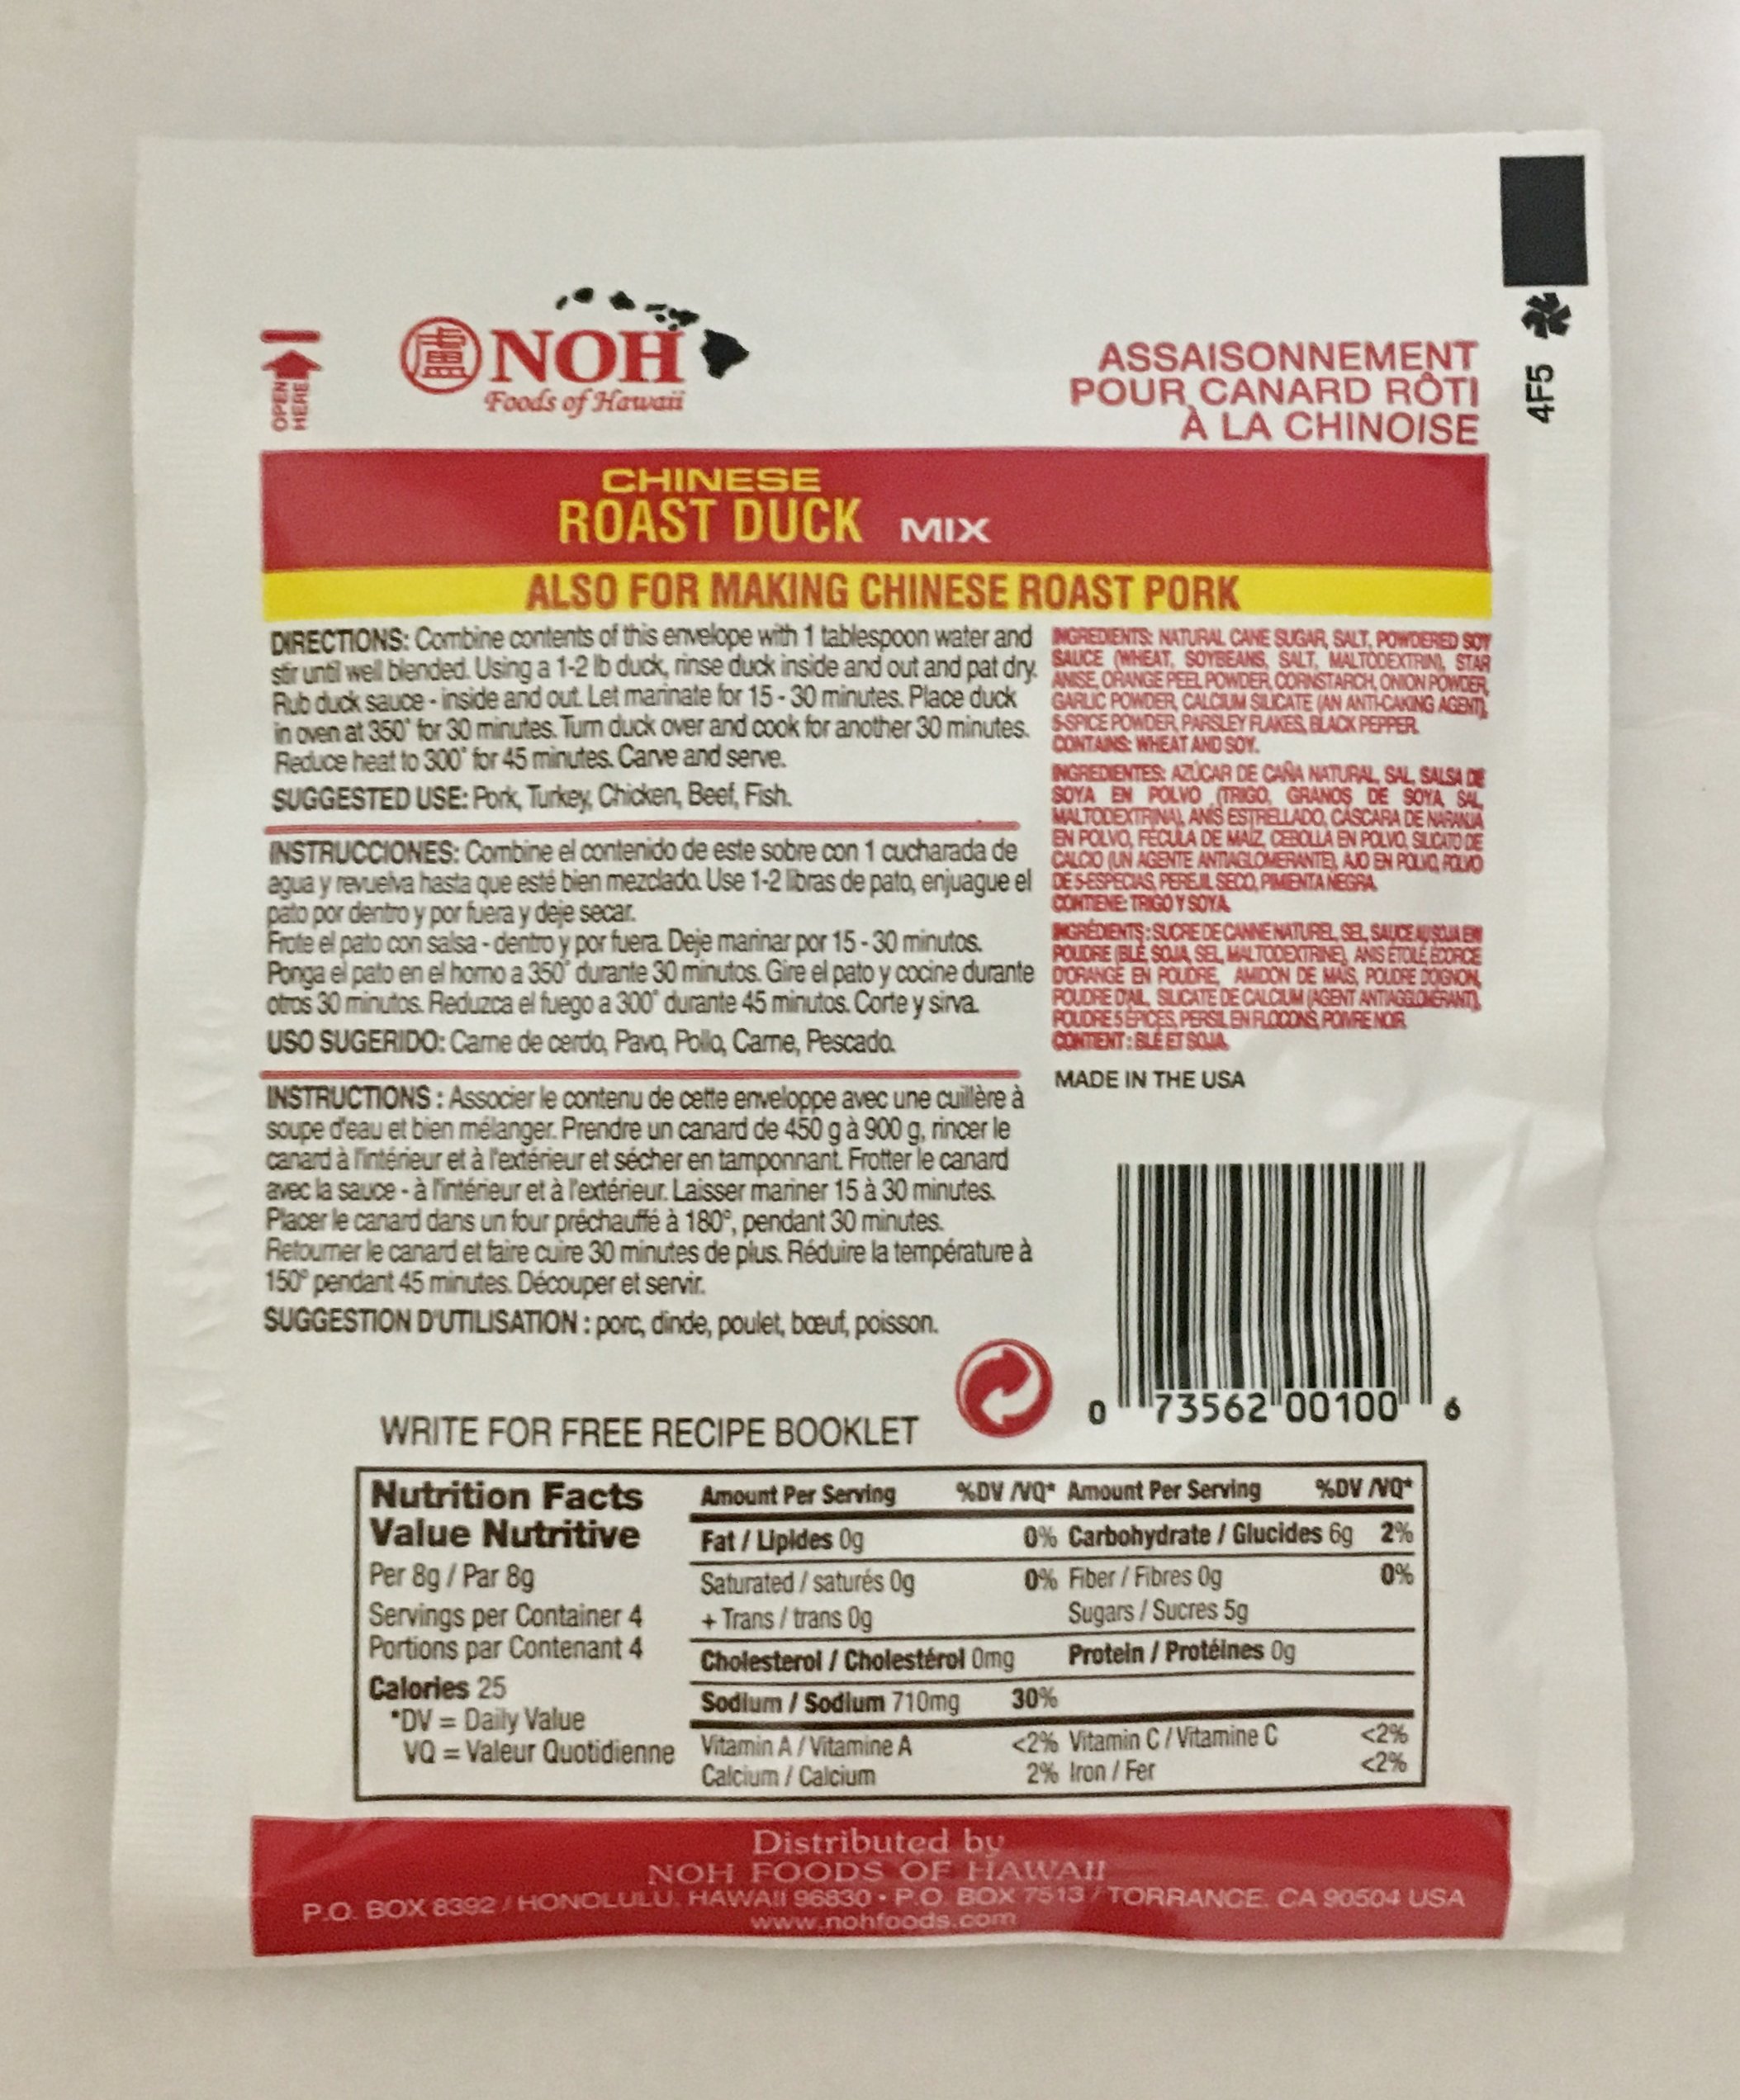 OPEN
HERE
盧
NOH
Foods of Hawaii
ASSAISONNEMENT
POUR CANARD RÔTI
À LA CHINOISE
4F5
CHINESE
ROAST DUCK MIX
ALSO FOR MAKING CHINESE ROAST PORK
DIRECTIONS: Combine contents of this envelope with 1 tablespoon water and
stir until well blended. Using a 1-2 lb duck, rinse duck inside and out and pat dry.
Rub duck sauce - inside and out. Let marinate for 15 - 30 minutes. Place duck
in oven at 350° for 30 minutes. Turn duck over and cook for another 30 minutes.
Reduce heat to 300° for 45 minutes. Carve and serve.
SUGGESTED USE: Pork, Turkey, Chicken, Beef, Fish.
INSTRUCCIONES: Combine el contenido de este sobre con 1 cucharada de
agua y revuelva hasta que esté bien mezclado. Use 1-2 libras de pato, enjuague el
pato por dentro y por fuera y deje secar.
Frote el pato con salsa - dentro y por fuera. Deje marinar por 15 - 30 minutos.
Ponga el pato en el horno a 350° durante 30 minutos. Gire el pato y cocine durante
otros 30 minutos. Reduzca el fuego a 300° durante 45 minutos. Corte y sirva.
USO SUGERIDO: Carne de cerdo, Pavo, Pollo, Carne, Pescado.
INSTRUCTIONS : Associer le contenu de cette enveloppe avec une cuillère à
soupe d'eau et bien mélanger. Prendre un canard de 450 g à 900 g, rincer le
canard à l'intérieur et à l'extérieur et sécher en tamponnant. Frotter le canard
avec la sauce - à l'intérieur et à l'extérieur. Laisser mariner 15 à 30 minutes.
Placer le canard dans un four préchauffé à 180°, pendant 30 minutes.
Retourner le canard et faire cuire 30 minutes de plus. Réduire la température à
150° pendant 45 minutes. Découper et servir.
SUGGESTION D'UTILISATION : porc, dinde, poulet, bœuf, poisson.
INGREDIENTS: NATURAL CANE SUGAR, SALT, POWDERED SOY
SAUCE (WHEAT, SOYBEANS, SALT, MALTODEXTRIN), STAR
ANISE, ORANGE PEEL POWDER, CORNSTARCH, ONION POWDER,
GARLIC POWDER, CALCIUM SILICATE (AN ANTI-CAKING AGENT),
5-SPICE POWDER, PARSLEY FLAKES, BLACK PEPPER.
CONTAINS: WHEAT AND SOY.
INGREDIENTES: AZÚCAR DE CAÑA NATURAL, SAL, SALSA DE
SOYA EN POLVO (TRIGO, GRANOS DE SOYA, SAL,
MALTODEXTRINA), ANÍS ESTRELLADO, CÁSCARA DE NARANJA
EN POLVO, FÉCULA DE MAÍZ, CEBOLLA EN POLVO, SILICATO DE
CALCIO (UN AGENTE ANTIAGLOMERANTE), AJO EN POLVO, POLVO
DE 5-ESPECIAS, PEREJIL SECO, PIMIENTA NEGRA.
CONTIENE: TRIGO Y SOYA.
INGRÉDIENTS : SUCRE DE CANNE NATUREL, SEL, SAUCE AU SOJA EN
POUDRE (BLÉ, SOJA, SEL, MALTODEXTRINE), ANIS ÉTOILÉ, ÉCORCE
D'ORANGE EN POUDRE, AMIDON DE MAÏS, POUDRE D'OIGNON,
POUDRE D'AIL, SILICATE DE CALCIUM (AGENT ANTIAGGLOMÉRANT),
POUDRE 5 ÉPICES, PERSIL EN FLOCONS, POIVRE NOIR.
CONTIENT : BLÉ ET SOJA.
MADE IN THE USA
0 73562 00100 6
WRITE FOR FREE RECIPE BOOKLET
Nutrition Facts
Value Nutritive
Per 8g / Par 8g
Servings per Container 4
Portions par Contenant 4
Calories 25
*DV = Daily Value
VQ = Valeur Quotidienne
Amount Per Serving %DV /VQ* Amount Per Serving %DV /VQ*
Fat / Lipides 0g 0% Carbohydrate / Glucides 6g 2%
Saturated / saturés 0g 0% Fiber / Fibres 0g 0%
+ Trans / trans 0g Sugars / Sucres 5g
Cholesterol / Cholestérol 0mg Protein / Protéines 0g
Sodium / Sodium 710mg 30%
Vitamin A / Vitamine A <2% Vitamin C / Vitamine C <2%
Calcium / Calcium 2% Iron / Fer <2%
Distributed by
NOH FOODS OF HAWAII
P.O. BOX 8392 / HONOLULU, HAWAII 96830 • P.O. BOX 7513 / TORRANCE, CA 90504 USA
www.nohfoods.com